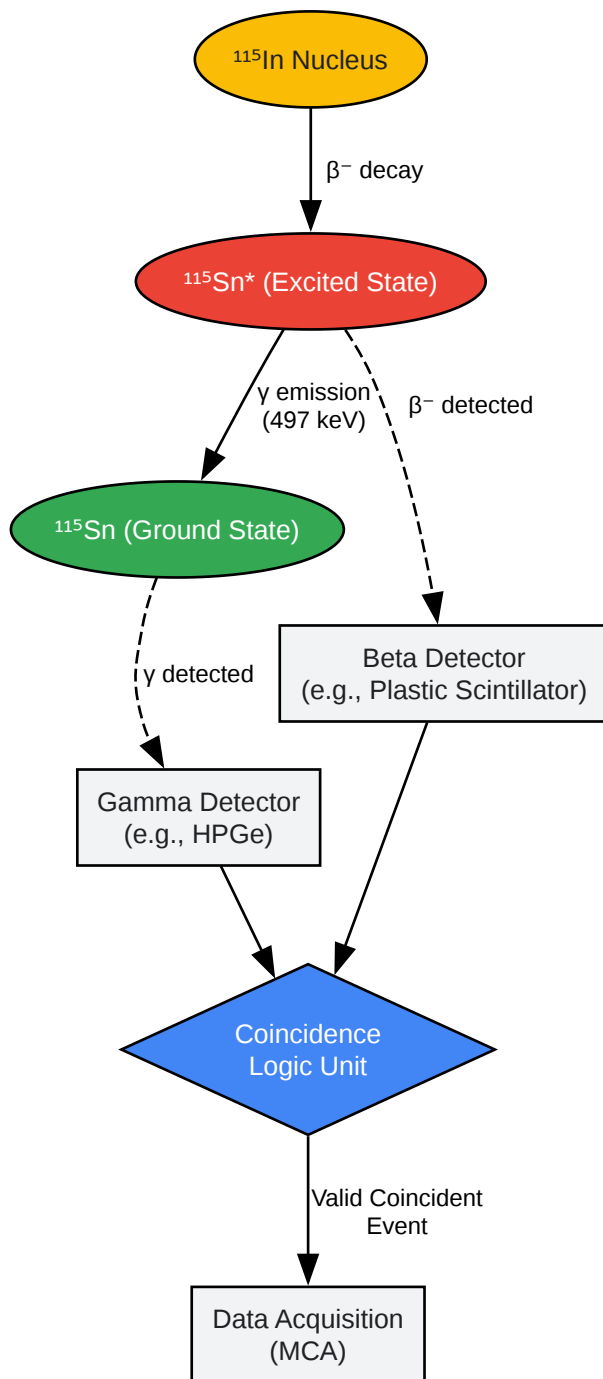 ¹¹⁵In Nucleus
β⁻ decay
¹¹⁵Sn* (Excited State)
γ emission
(497 keV)
β⁻ detected
¹¹⁵Sn (Ground State)
γ detected
Beta Detector
(e.g., Plastic Scintillator)
Gamma Detector
(e.g., HPGe)
Coincidence
Logic Unit
Valid Coincident
Event
Data Acquisition
(MCA)